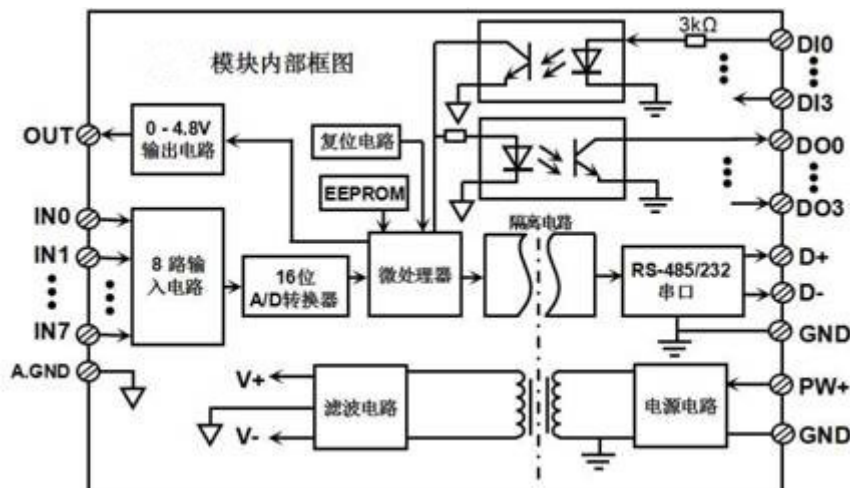 模块内部框图
3kΩ
DI0
DI3
OUT
0 - 4.8V
输出电路
复位电路
EEPROM
DO0
DO3
IN0
IN1
IN7
8 路输
入电路
16位
A/D转换器
微处理器
隔离电路
RS-485/232
串口
D+
D-
GND
A.GND
V+
V-
滤波电路
电源电路
PW+
GND